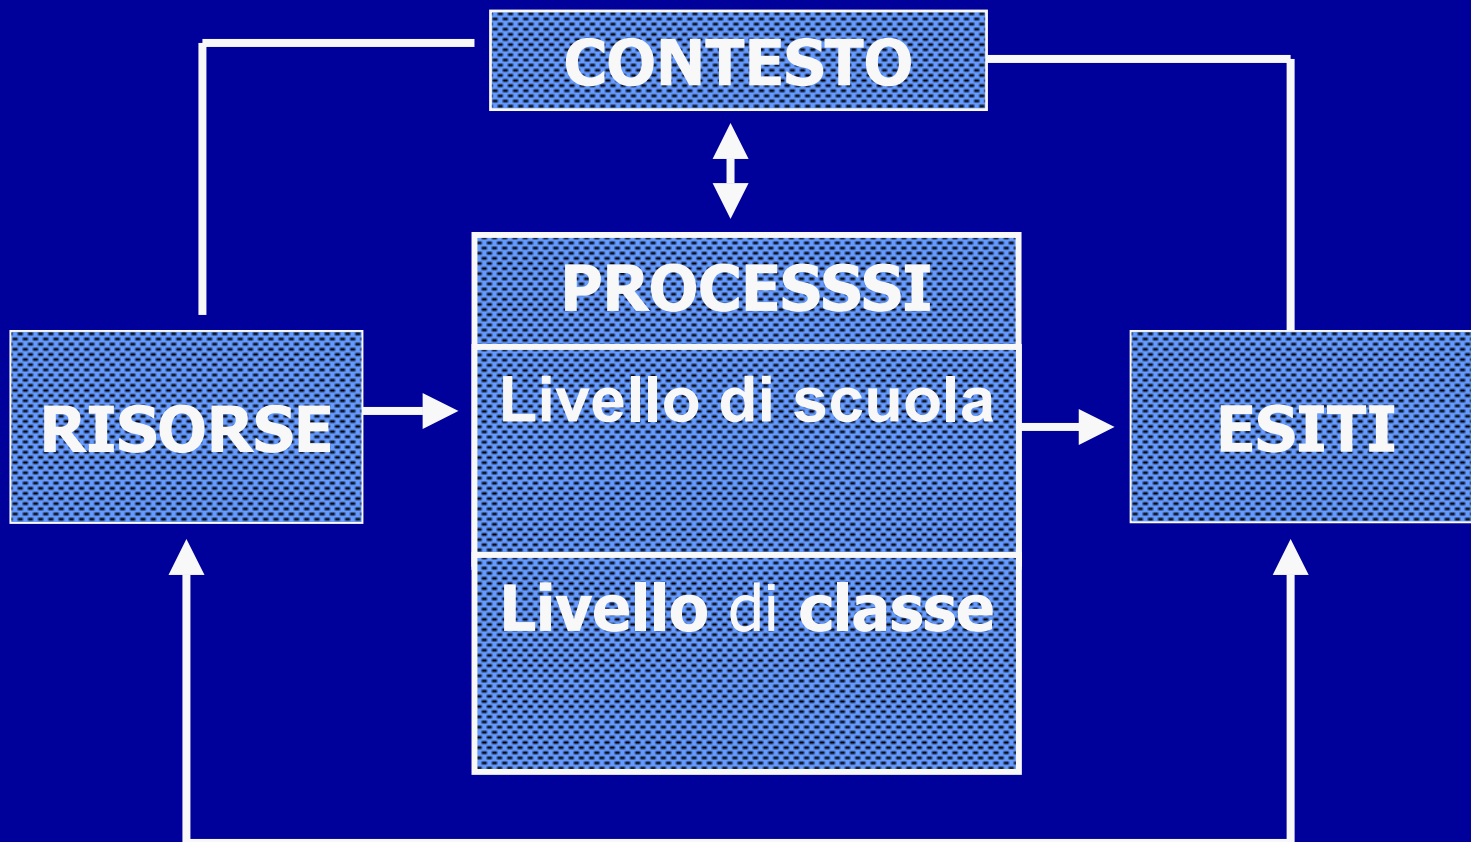 CONTESTO
PROCESSSI
RISORSE
Livello di scuola
ESITI
Livello di classe